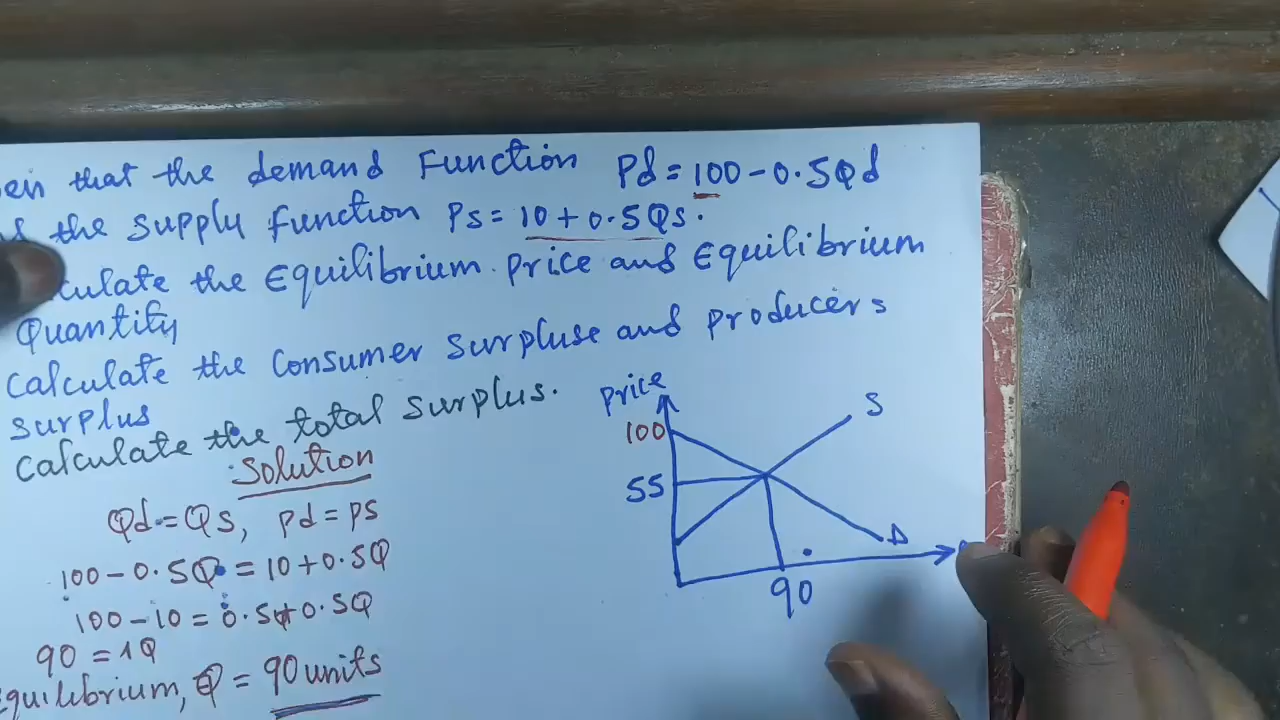 that the demand Function Pd = 100 - 0.5Qd
the supply function Ps = 10 + 0.5Qs.
the Equilibrium price and Equilibrium
Quantity
Calculate the Consumer Surpluse and producers
surplus
Calculate the total surplus.
Solution
Qd = Qs, pd = ps
100 - 0.5Q = 10 + 0.5Q
100 - 10 = 0.5Q + 0.5Q
90 = 1Q
Equilibrium, Q = 90 units
price
100
55
S
D
90